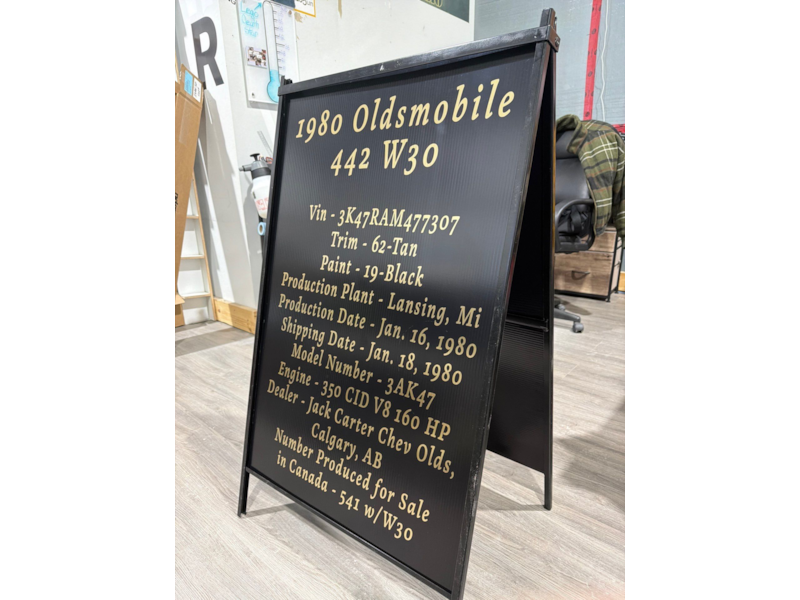 R
1980 Oldsmobile
442 W30
Vin - 3K47RAM477307
Trim - 62-Tan
Paint - 19-Black
Production Plant - Lansing, Mi
Production Date - Jan. 16, 1980
Shipping Date - Jan. 18, 1980
Model Number - 3AK47
Engine - 350 CID V8 160 HP
Dealer - Jack Carter Chev Olds,
Calgary, AB
Number Produced for Sale
in Canada - 541 w/W30